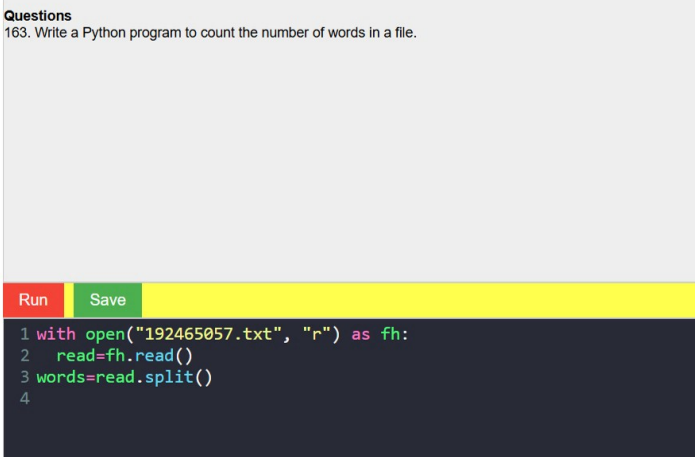 Questions
163. Write a Python program to count the number of words in a file.
Run Save
1 with open("192465057.txt", "r") as fh:
2   read=fh.read()
3 words=read.split()
4